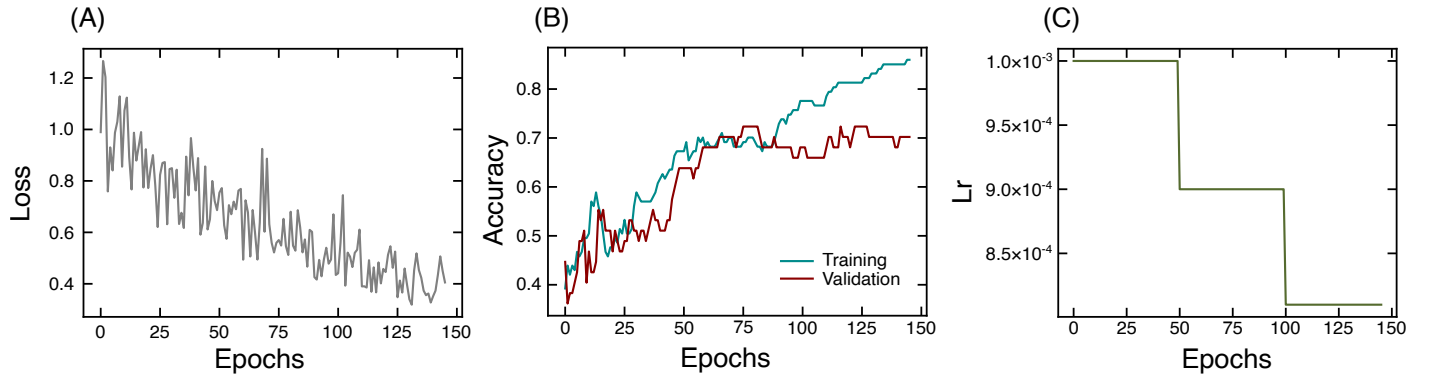 (A)
Loss
1.2
1.0
0.8
0.6
0.4
0 25 50 75 100 125 150
Epochs
(B)
Accuracy
0.8
0.7
0.6
0.5
0.4
Training
Validation
0 25 50 75 100 125 150
Epochs
(C)
Lr
1.0×10⁻³
9.5×10⁻⁴
9.0×10⁻⁴
8.5×10⁻⁴
0 25 50 75 100 125 150
Epochs